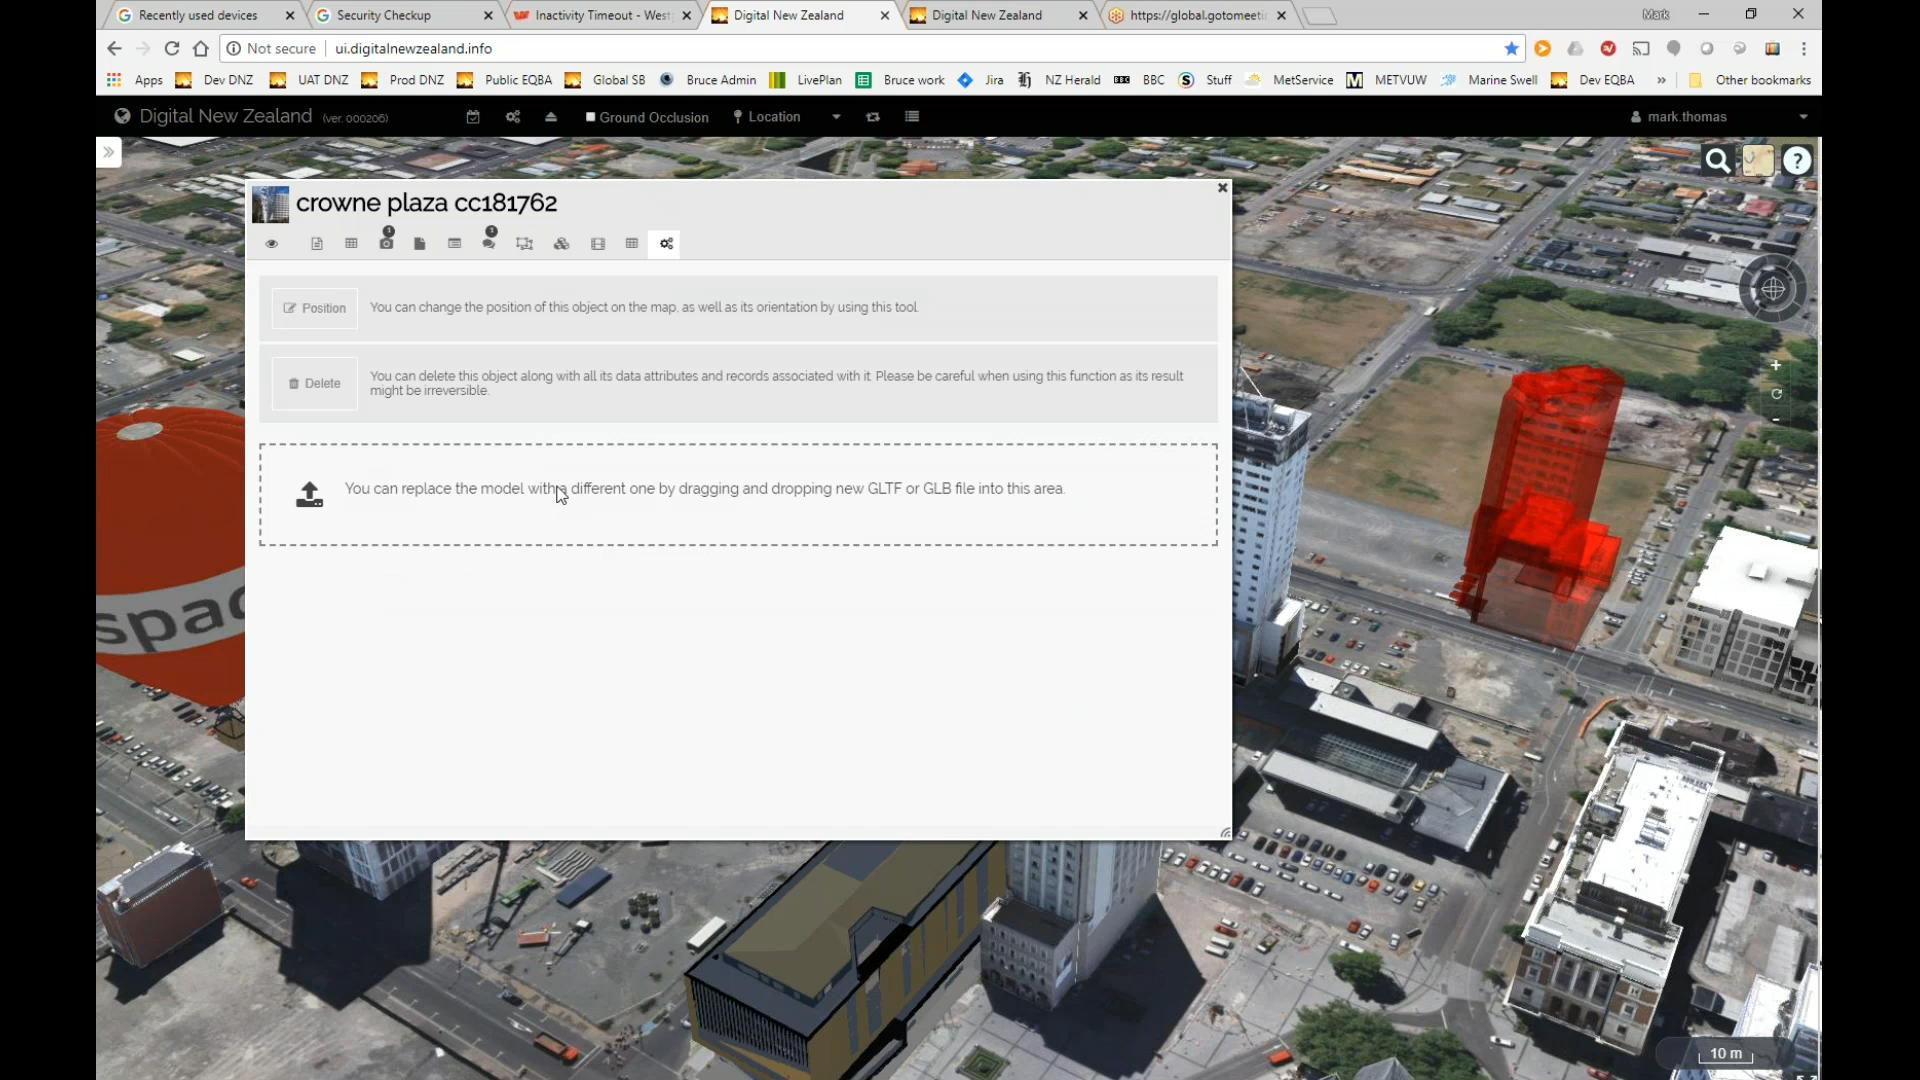 Recently used devices
Security Checkup
Inactivity Timeout - West
Digital New Zealand
Digital New Zealand
https://global.gotomeeti
Mark
Not secure
ui.digitalnewzealand.info
Apps
Dev DNZ
UAT DNZ
Prod DNZ
Public EQBA
Global SB
Bruce Admin
LivePlan
Bruce work
Jira
NZ Herald
BBC
BBC
Stuff
MetService
METVUW
Marine Swell
Dev EQBA
»
Other bookmarks
Digital New Zealand (ver. 000206)
Ground Occlusion
Location
mark.thomas
crowne plaza cc181762
1
1
Position
You can change the position of this object on the map, as well as its orientation by using this tool.
Delete
You can delete this object along with all its data attributes and records associated with it. Please be careful when using this function as its result
might be irreversible.
You can replace the model with a different one by dragging and dropping new GLTF or GLB file into this area.
spac
10 m